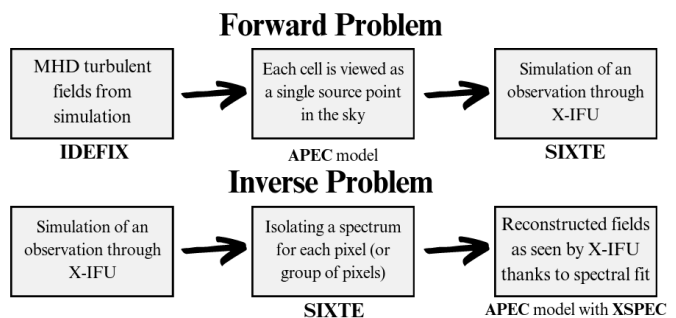 Forward Problem
MHD turbulent
fields from
simulation
IDEFIX
Each cell is viewed as
a single source point
in the sky
APEC model
Simulation of an
observation through
X-IFU
SIXTE
Inverse Problem
Simulation of an
observation through
X-IFU
Isolating a spectrum
for each pixel (or
group of pixels)
SIXTE
Reconstructed fields
as seen by X-IFU
thanks to spectral fit
APEC model with XSPEC